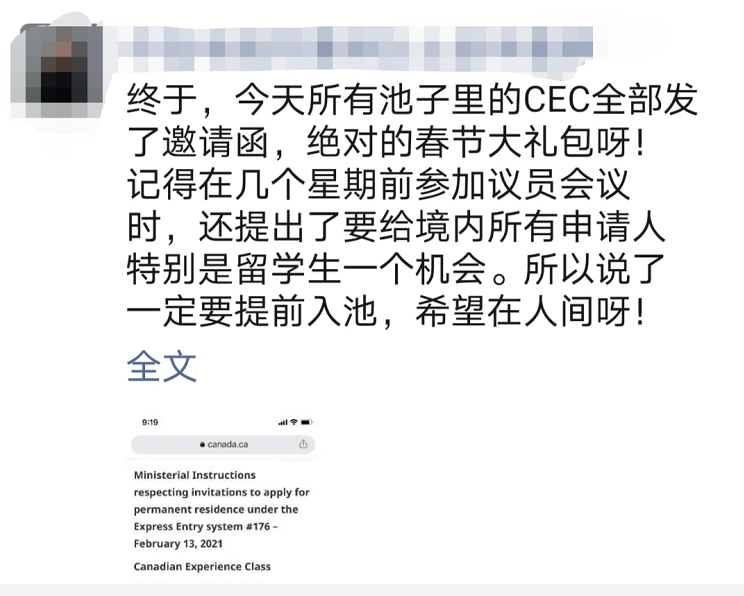 终于，今天所有池子里的CEC全部发
了邀请函，绝对的春节大礼包呀！
记得在几个星期前参加议员会议
时，还提出了要给境内所有申请人
特别是留学生一个机会。所以说了
一定要提前入池，希望在人间呀！
全文
9:19
canada.ca
Ministerial Instructions
respecting invitations to apply for
permanent residence under the
Express Entry system #176 –
February 13, 2021
Canadian Experience Class